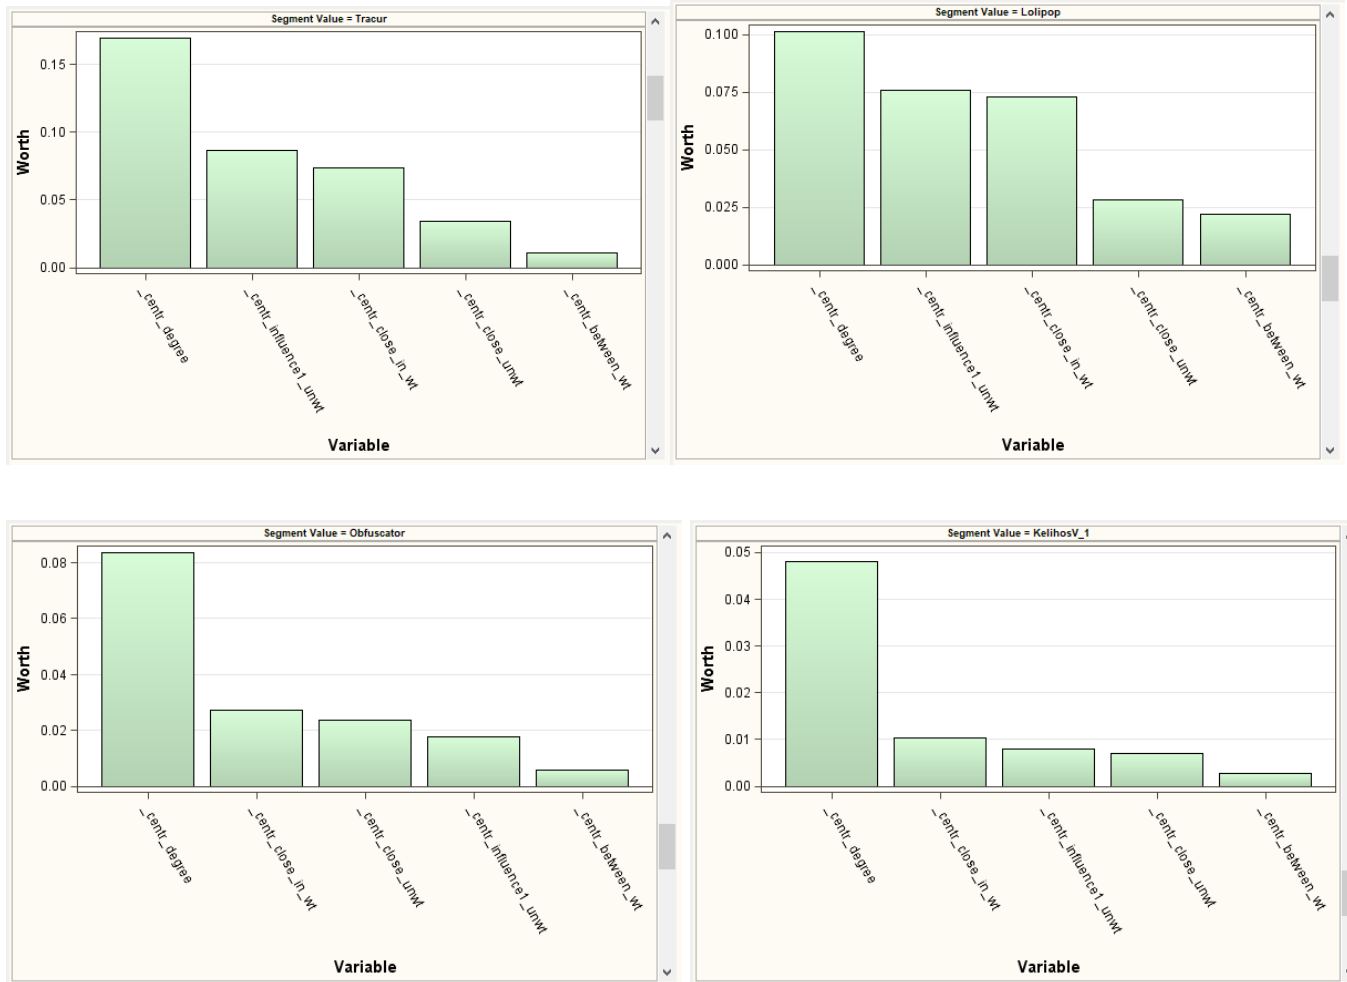 Segment Value = Tracur
Worth
0.15
0.10
0.05
0.00
_centr_degree
_centr_influence1_unwt
_centr_close_in_wt
_centr_close_unwt
_centr_between_wt
Variable
Segment Value = Lolipop
Worth
0.100
0.075
0.050
0.025
0.000
_centr_degree
_centr_influence1_unwt
_centr_close_in_wt
_centr_close_unwt
_centr_between_wt
Variable
Segment Value = Obfuscator
Worth
0.08
0.06
0.04
0.02
0.00
_centr_degree
_centr_close_in_wt
_centr_close_unwt
_centr_influence1_unwt
_centr_between_wt
Variable
Segment Value = KelihosV_1
Worth
0.05
0.04
0.03
0.02
0.01
0.00
_centr_degree
_centr_close_in_wt
_centr_influence1_unwt
_centr_close_unwt
_centr_between_wt
Variable